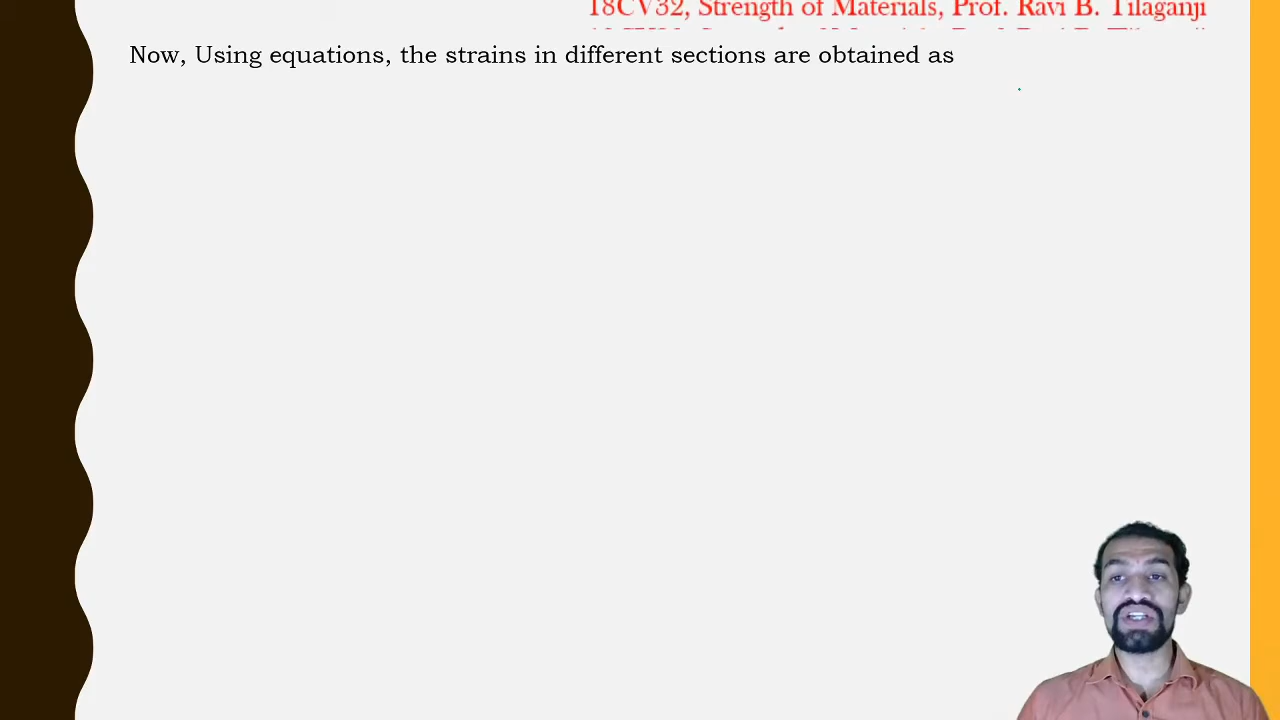 18CV32, Strength of Materials, Prof. Ravi B. Tilaganji
Now, Using equations, the strains in different sections are obtained as